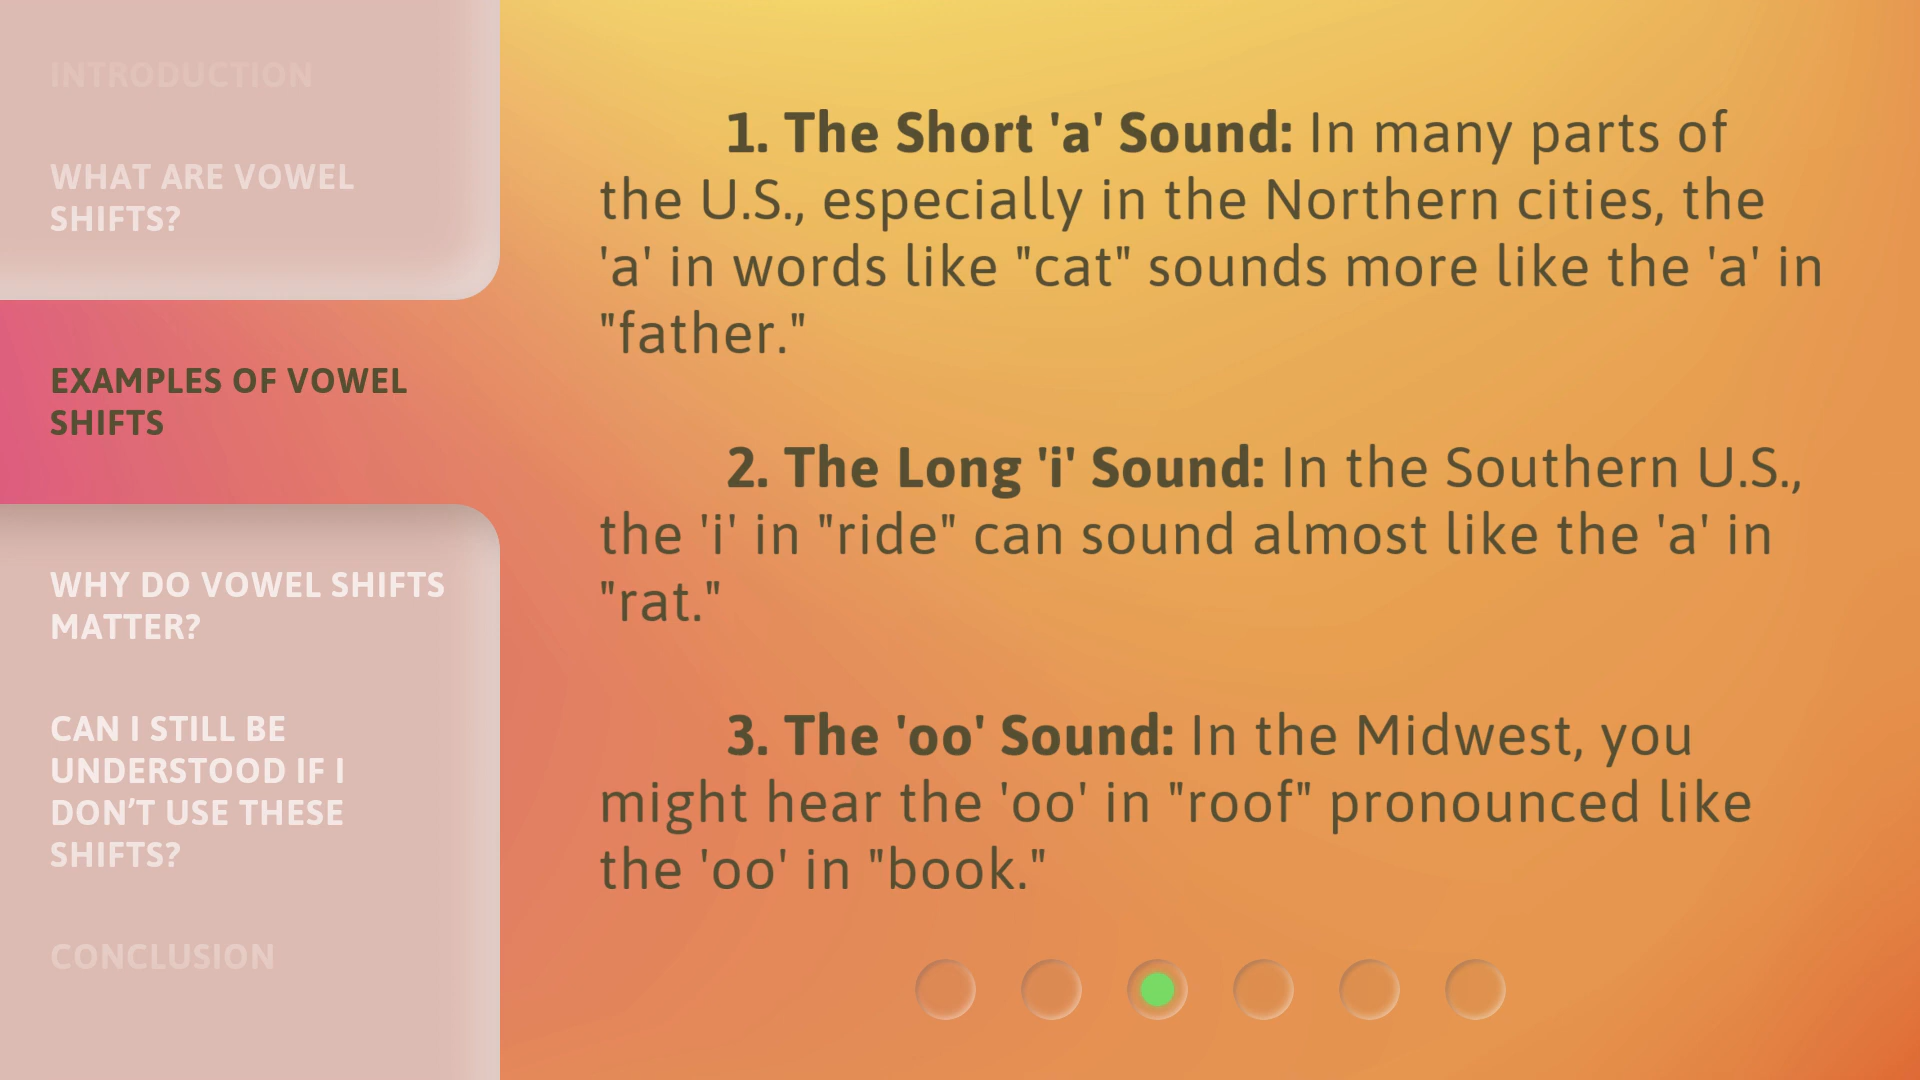 INTRODUCTION
WHAT ARE VOWEL
SHIFTS?
EXAMPLES OF VOWEL
SHIFTS
WHY DO VOWEL SHIFTS
MATTER?
CAN I STILL BE
UNDERSTOOD IF I
DON’T USE THESE
SHIFTS?
CONCLUSION
1. The Short 'a' Sound: In many parts of
the U.S., especially in the Northern cities, the
'a' in words like "cat" sounds more like the 'a' in
"father."
2. The Long 'i' Sound: In the Southern U.S.,
the 'i' in "ride" can sound almost like the 'a' in
"rat."
3. The 'oo' Sound: In the Midwest, you
might hear the 'oo' in "roof" pronounced like
the 'oo' in "book."